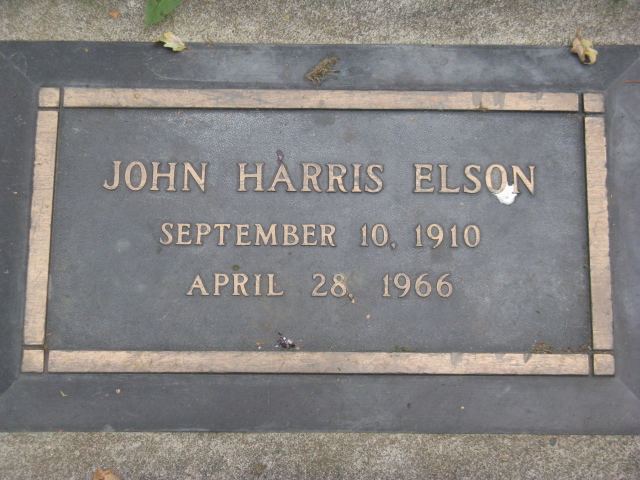 JOHN HARRIS ELSON
SEPTEMBER 10, 1910
APRIL 28, 1966